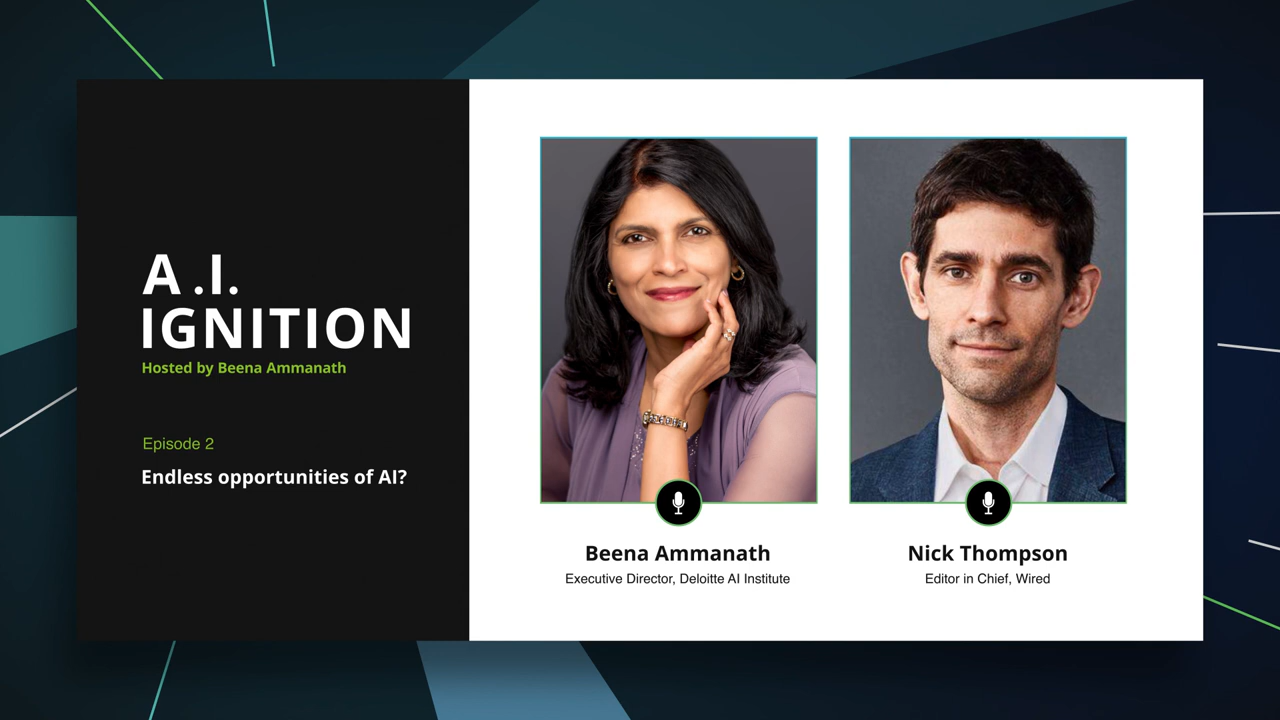 A .I.
IGNITION
Hosted by Beena Ammanath
Episode 2
Endless opportunities of AI?
Beena Ammanath
Executive Director, Deloitte AI Institute
Nick Thompson
Editor in Chief, Wired